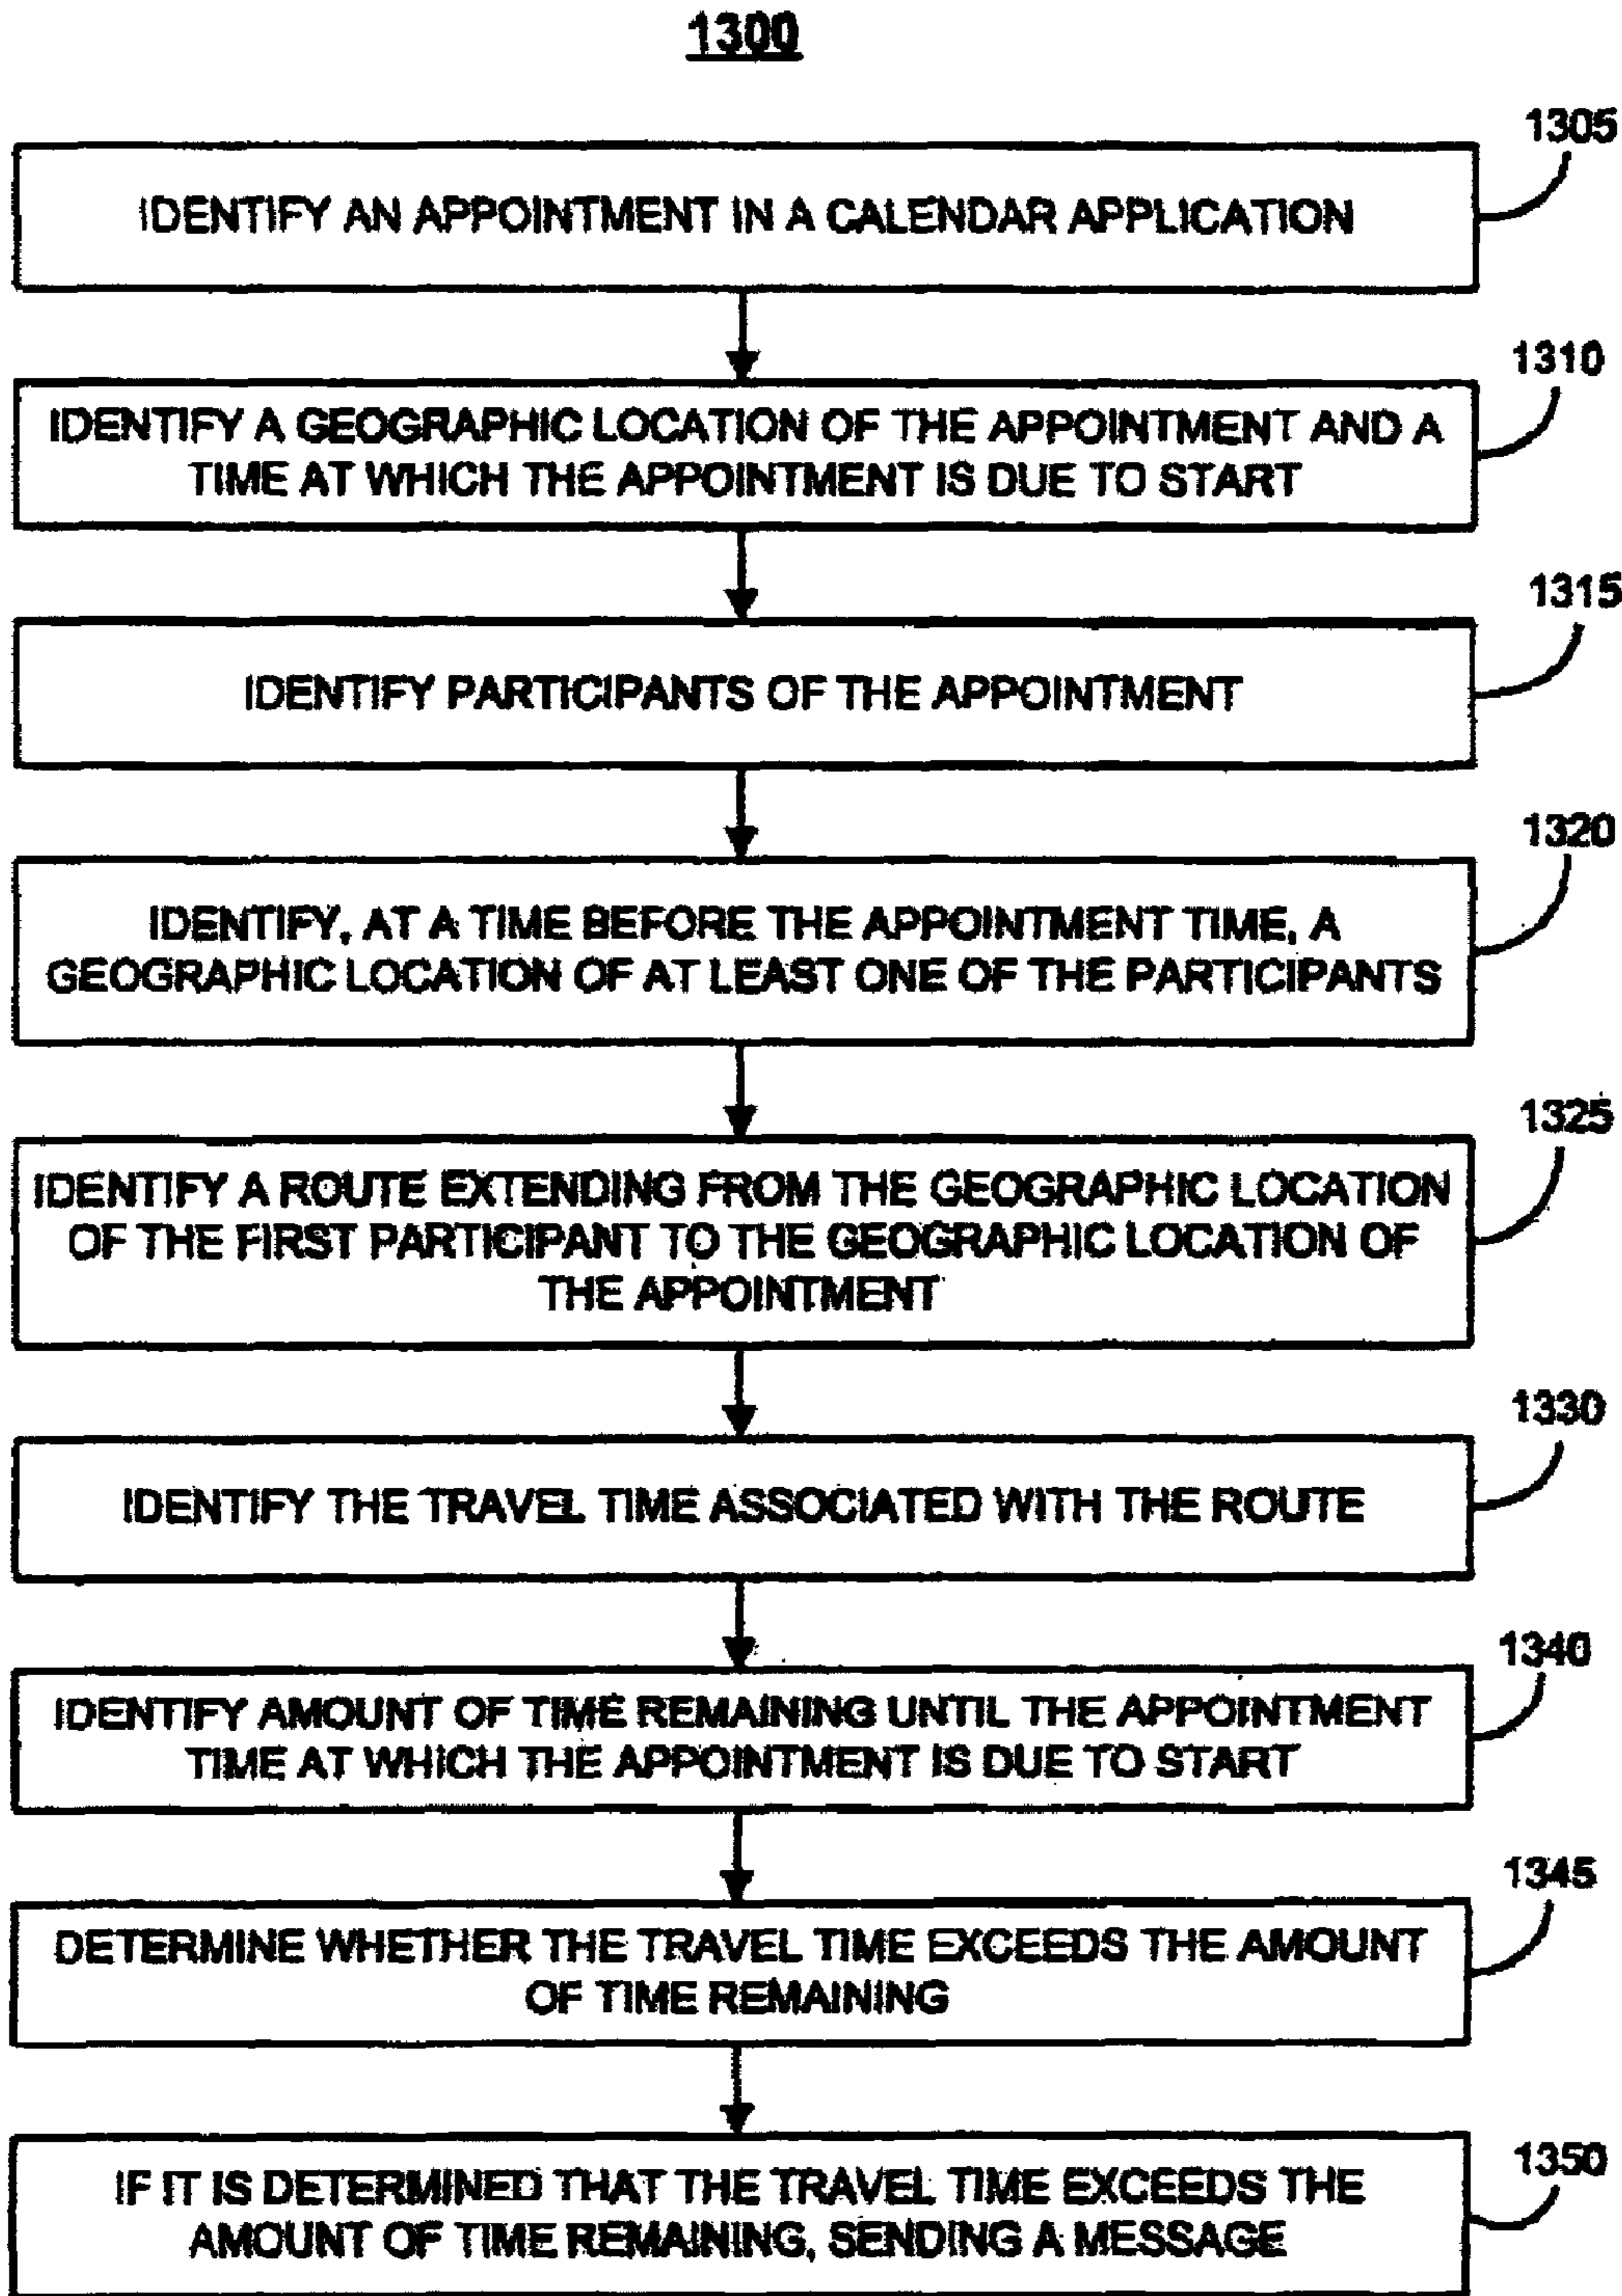 1300
1305
IDENTIFY AN APPOINTMENT IN A CALENDAR APPLICATION
1310
IDENTIFY A GEOGRAPHIC LOCATION OF THE APPOINTMENT AND A
TIME AT WHICH THE APPOINTMENT IS DUE TO START
1315
IDENTIFY PARTICIPANTS OF THE APPOINTMENT
1320
IDENTIFY, AT A TIME BEFORE THE APPOINTMENT TIME, A
GEOGRAPHIC LOCATION OF AT LEAST ONE OF THE PARTICIPANTS
1325
IDENTIFY A ROUTE EXTENDING FROM THE GEOGRAPHIC LOCATION
OF THE FIRST PARTICIPANT TO THE GEOGRAPHIC LOCATION OF
THE APPOINTMENT
1330
IDENTIFY THE TRAVEL TIME ASSOCIATED WITH THE ROUTE
1340
IDENTIFY AMOUNT OF TIME REMAINING UNTIL THE APPOINTMENT
TIME AT WHICH THE APPOINTMENT IS DUE TO START
1345
DETERMINE WHETHER THE TRAVEL TIME EXCEEDS THE AMOUNT
OF TIME REMAINING
1350
IF IT IS DETERMINED THAT THE TRAVEL TIME EXCEEDS THE
AMOUNT OF TIME REMAINING, SENDING A MESSAGE